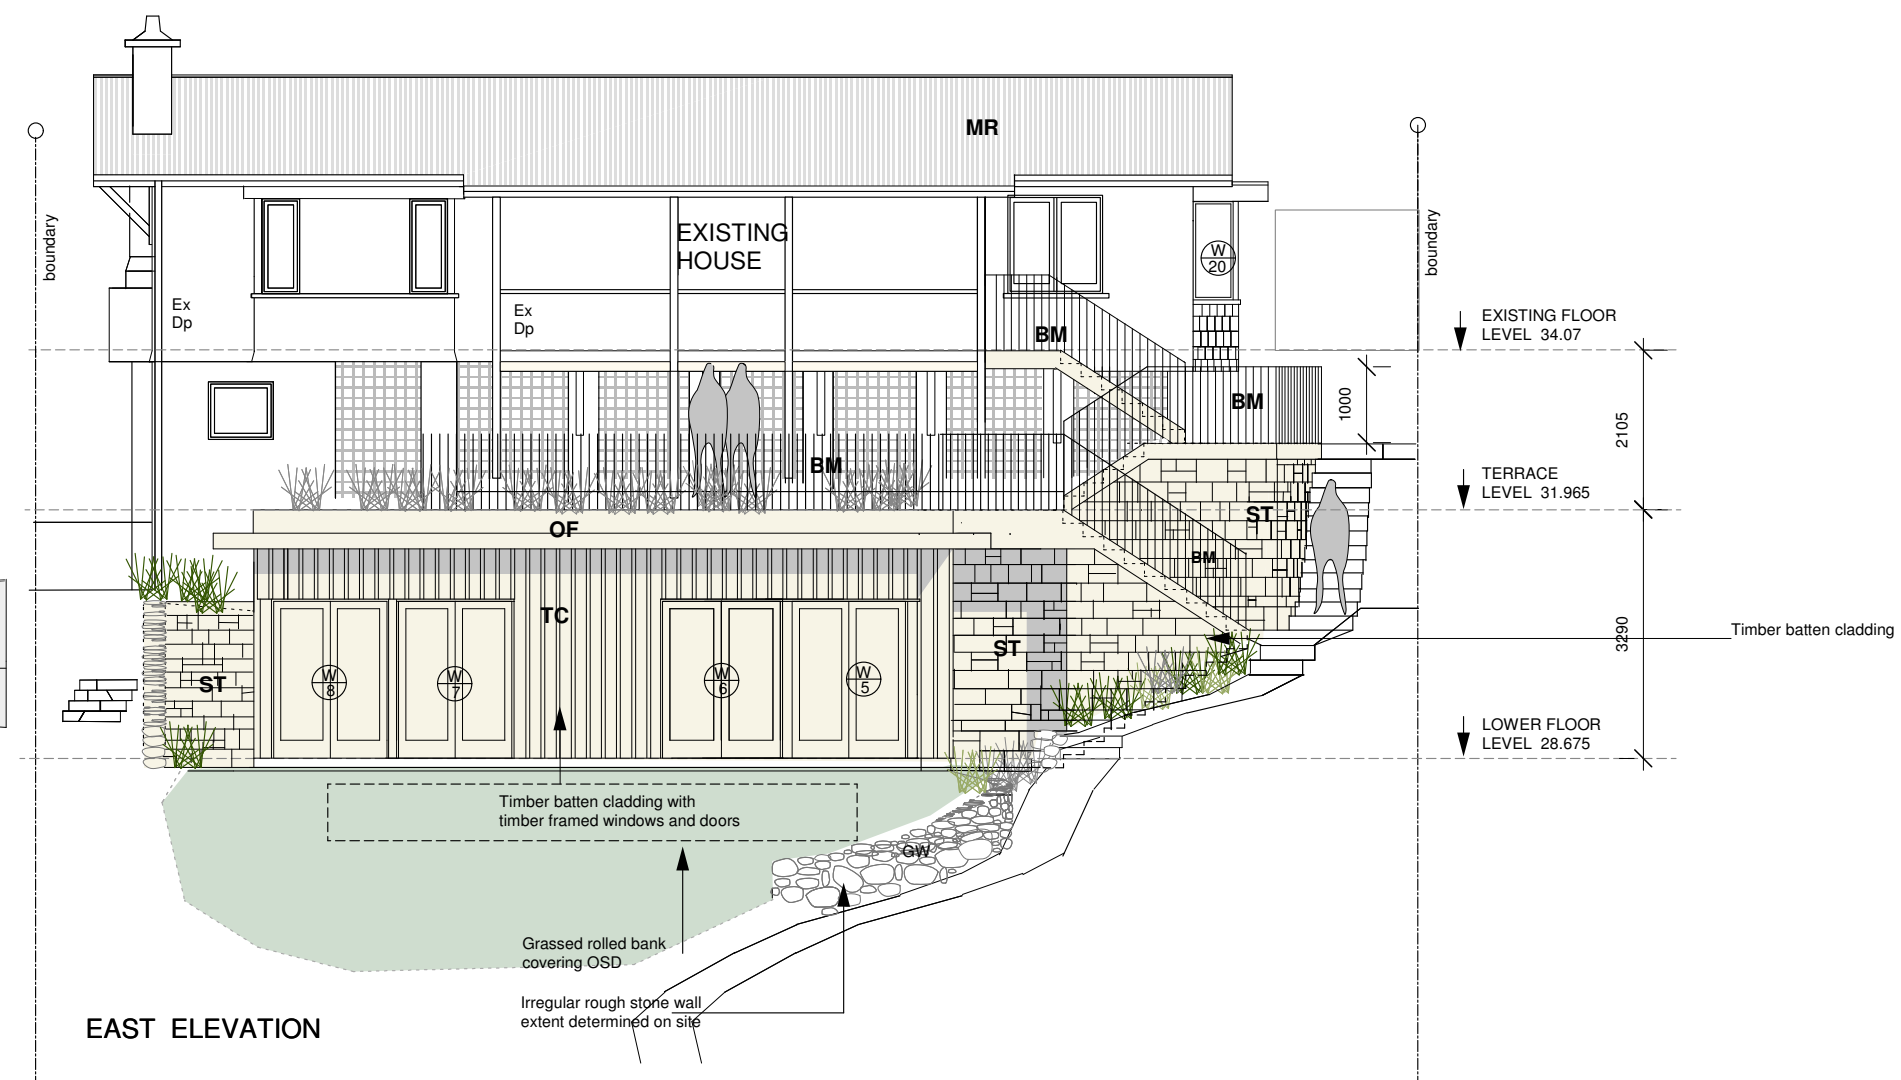 MR
boundary
boundary
EXISTING
HOUSE
W
20
Ex
Dp
Ex
Dp
BM
EXISTING FLOOR
LEVEL 34.07
BM
1000
2105
BM
TERRACE
LEVEL 31.965
ST
OF
BM
TC
ST
3290
Timber batten cladding
ST
W
8
W
7
W
6
W
5
LOWER FLOOR
LEVEL 28.675
Timber batten cladding with
timber framed windows and doors
GW
Grassed rolled bank
covering OSD
Irregular rough stone wall
extent determined on site
EAST ELEVATION